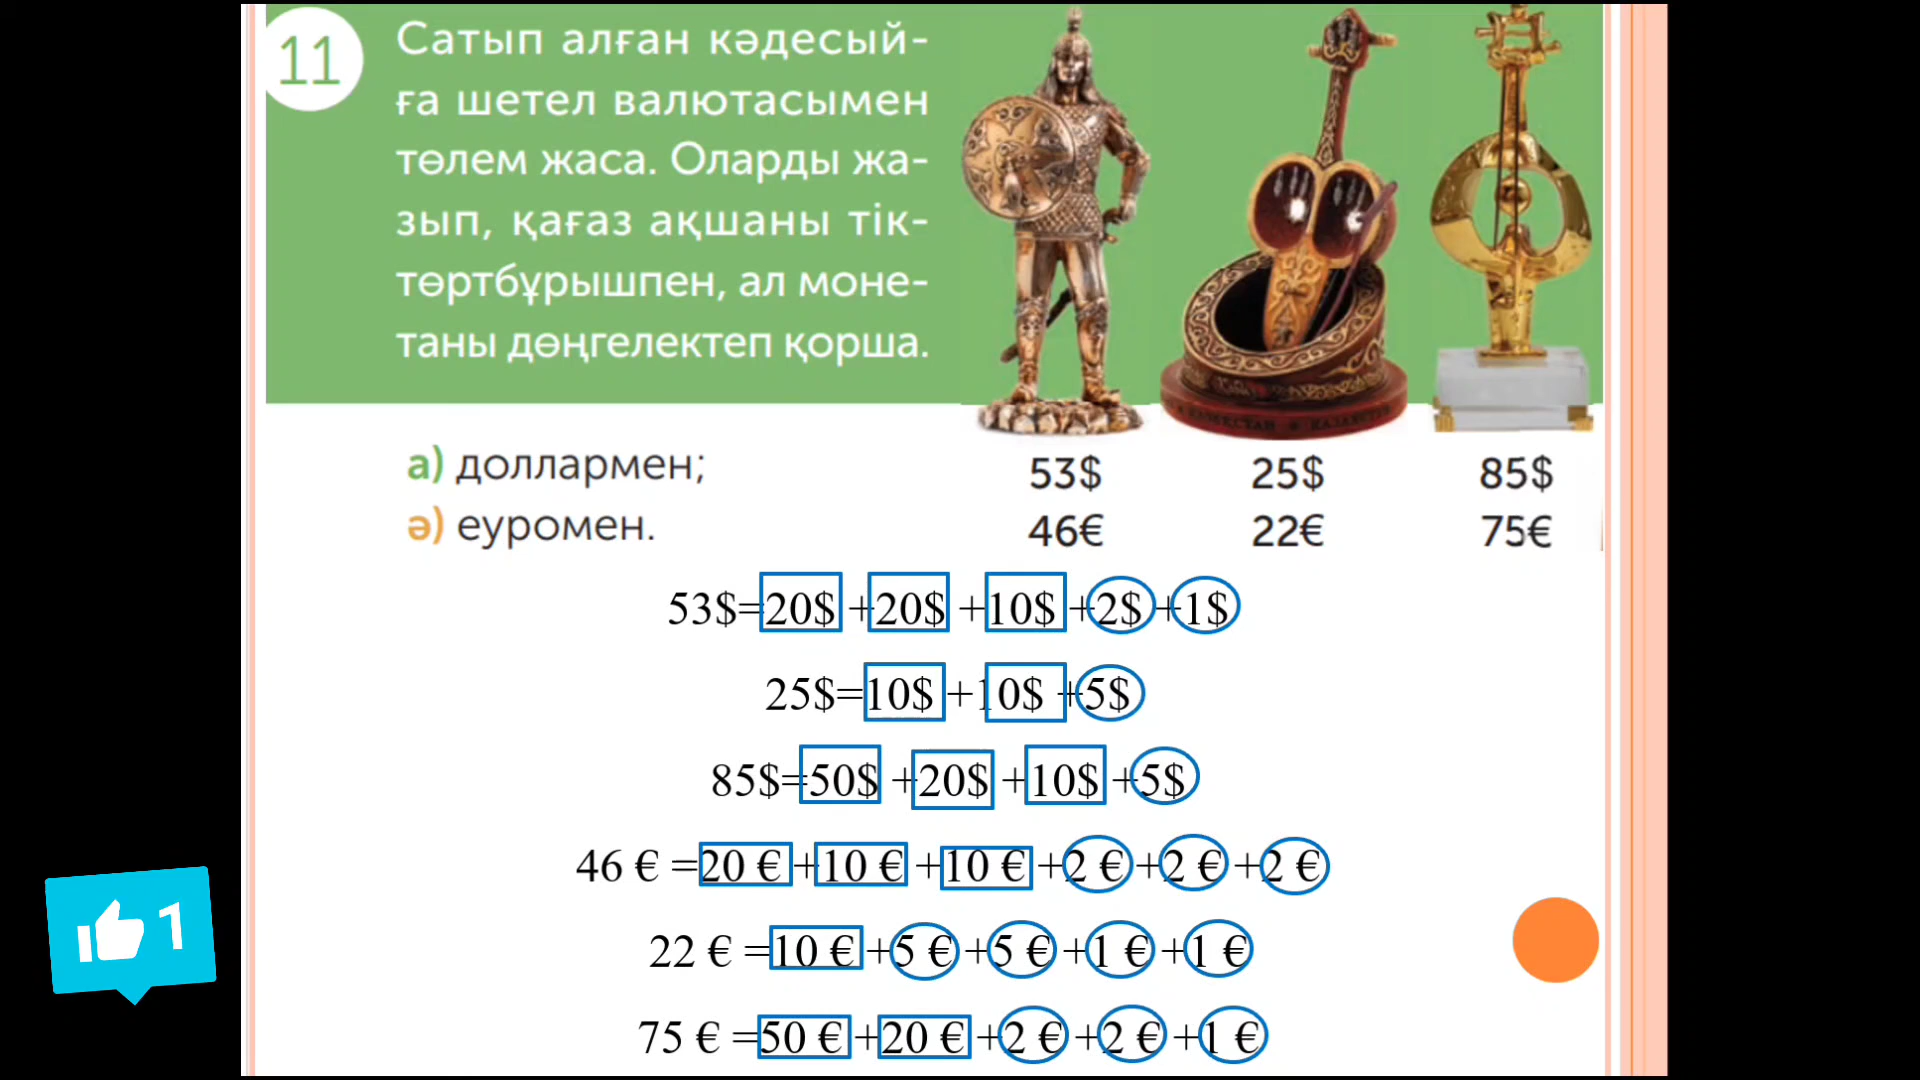 11
Сатып алған кәдесый-
ға шетел валютасымен
төлем жаса. Оларды жа-
зып, қағаз ақшаны тік-
төртбұрышпен, ал моне-
таны дөңгелектеп қорша.
а) доллармен; 53$ 25$ 85$
ә) еуромен. 46€ 22€ 75€
53$=20$ +20$ +10$ +2$ +1$
25$=10$ +10$ +5$
85$=50$ +20$ +10$ +5$
46 € =20 € +10 € +10 € +2 € +2 € +2 €
22 € =10 € +5 € +5 € +1 € +1 €
75 € =50 € +20 € +2 € +2 € +1 €
1